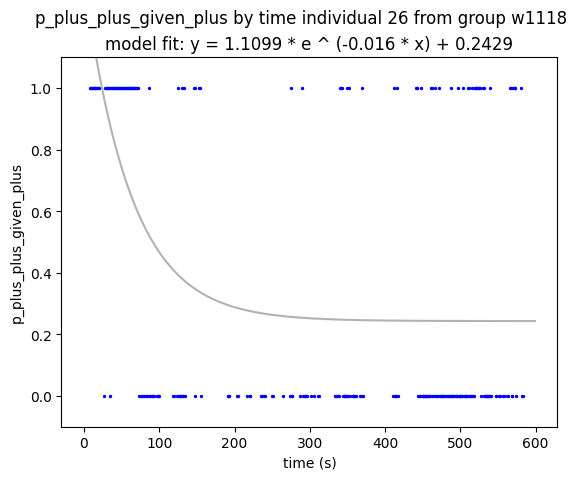 p_plus_plus_given_plus by time individual 26 from group w1118
model fit: y = 1.1099 * e ^ (-0.016 * x) + 0.2429
p_plus_plus_given_plus
1.0
0.8
0.6
0.4
0.2
0.0
0 100 200 300 400 500 600
time (s)